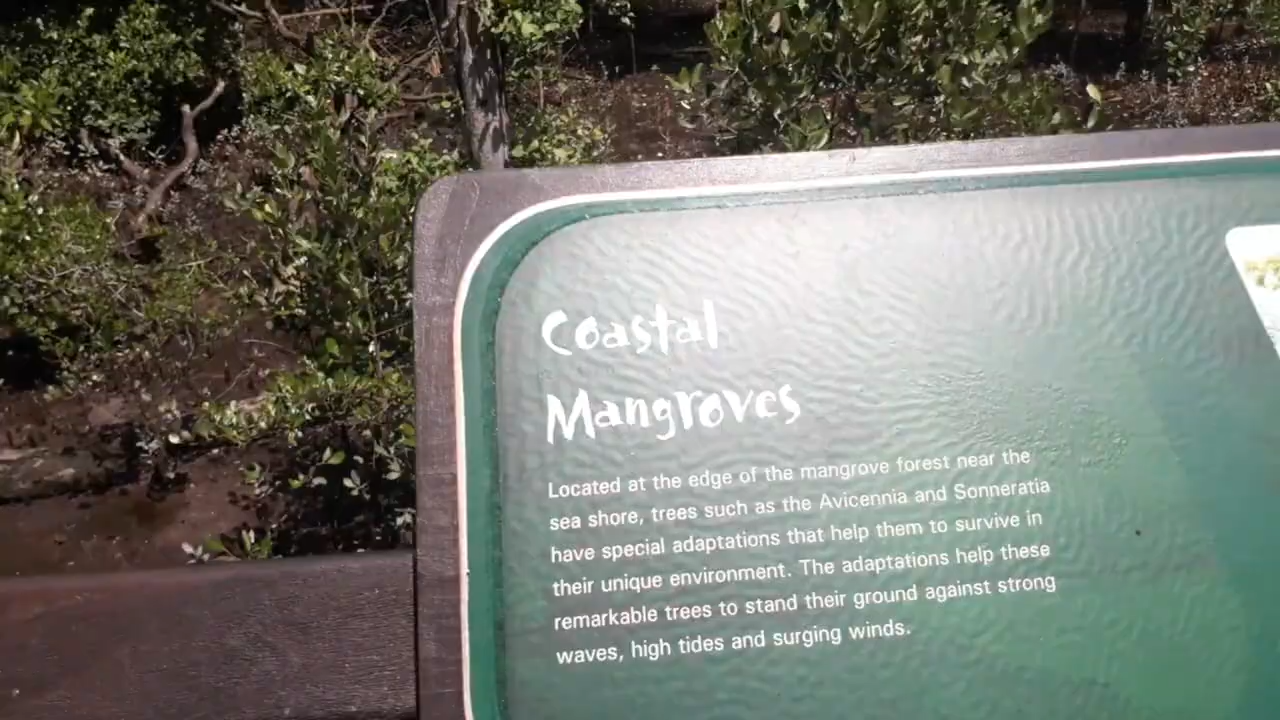 Coastal
Mangroves
Located at the edge of the mangrove forest near the
sea shore, trees such as the Avicennia and Sonneratia
have special adaptations that help them to survive in
their unique environment. The adaptations help these
remarkable trees to stand their ground against strong
waves, high tides and surging winds.